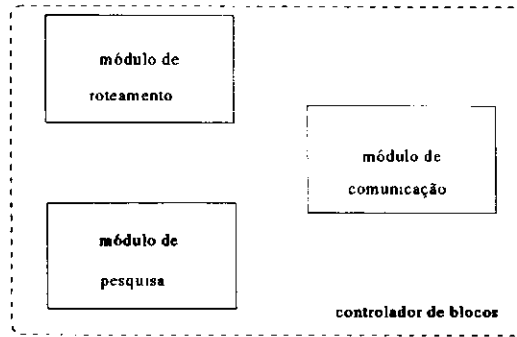 módulo de
roteamento
módulo de
comunicação
módulo de
pesquisa
controlador de blocos